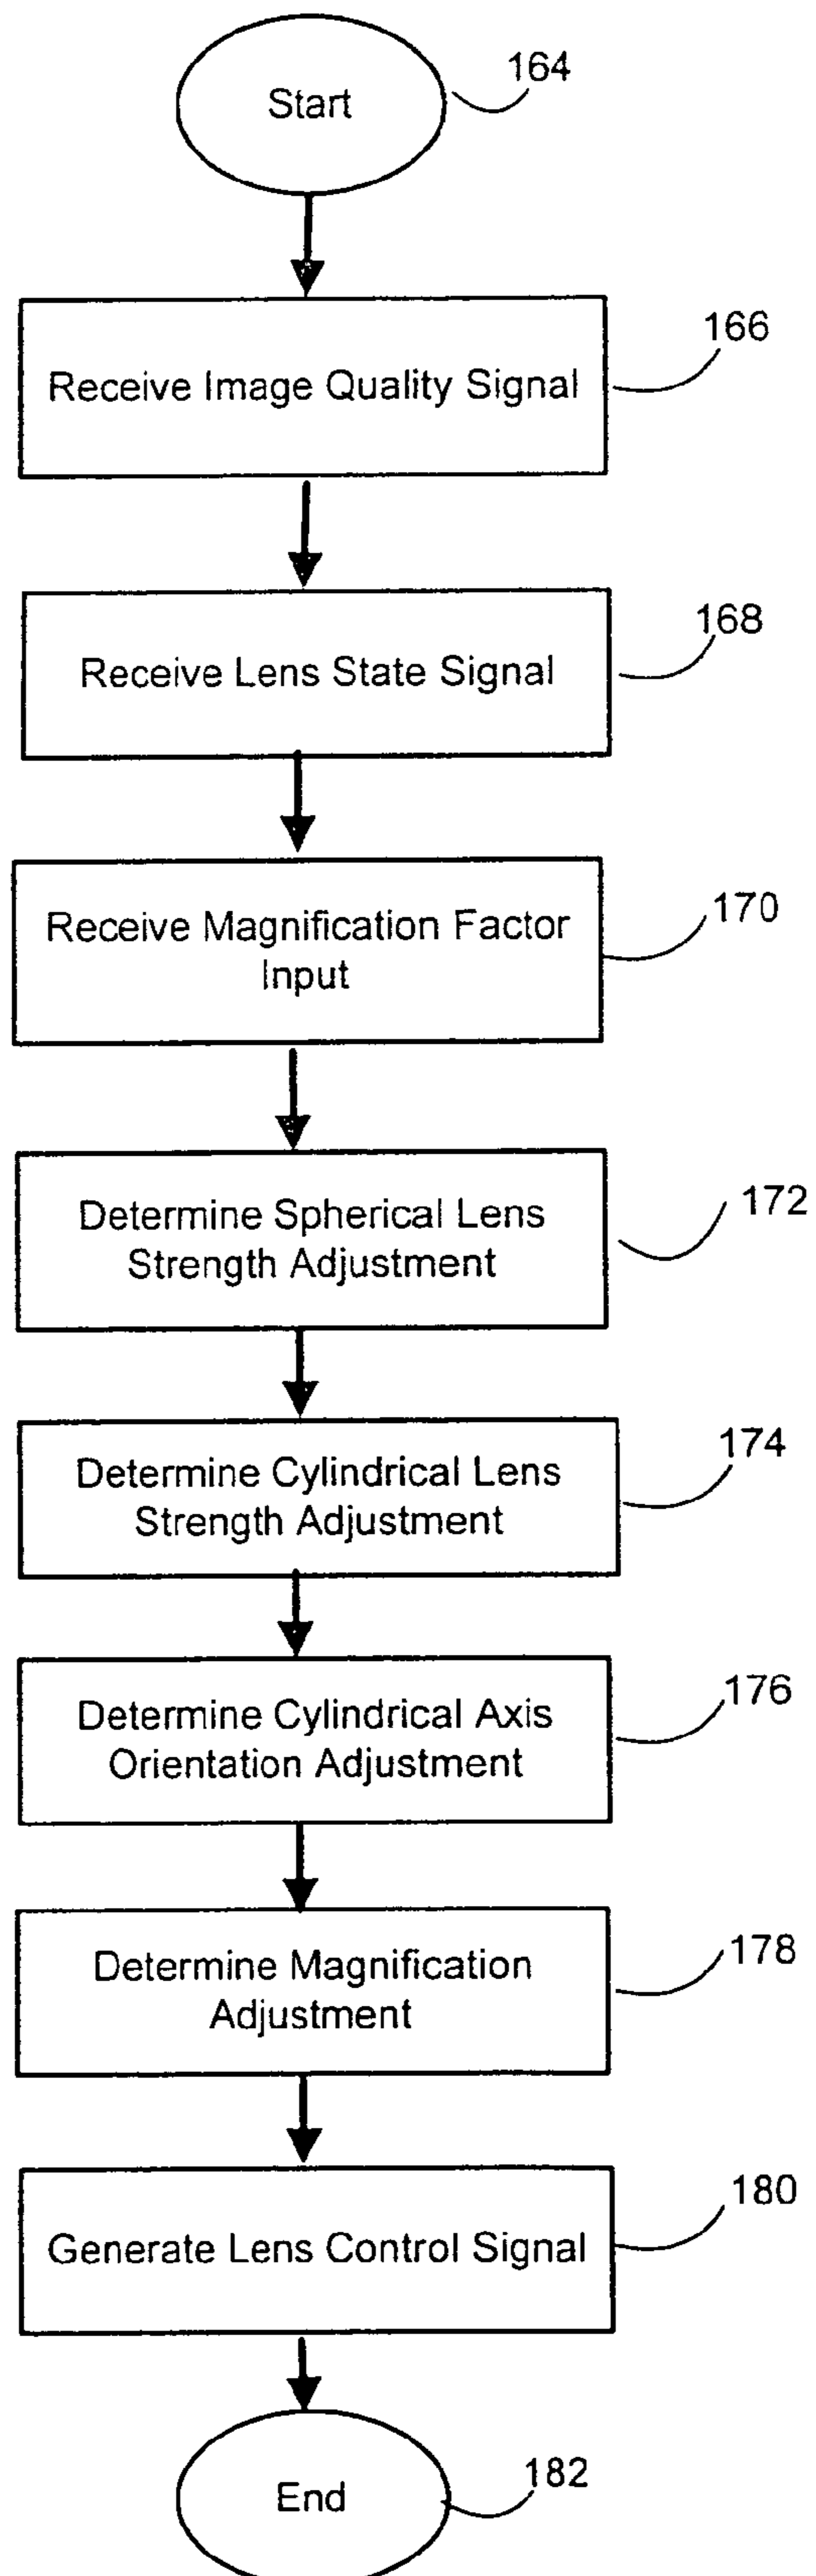 Start
164
Receive Image Quality Signal
166
Receive Lens State Signal
168
Receive Magnification Factor
Input
170
Determine Spherical Lens
Strength Adjustment
172
Determine Cylindrical Lens
Strength Adjustment
174
Determine Cylindrical Axis
Orientation Adjustment
176
Determine Magnification
Adjustment
178
Generate Lens Control Signal
180
End
182